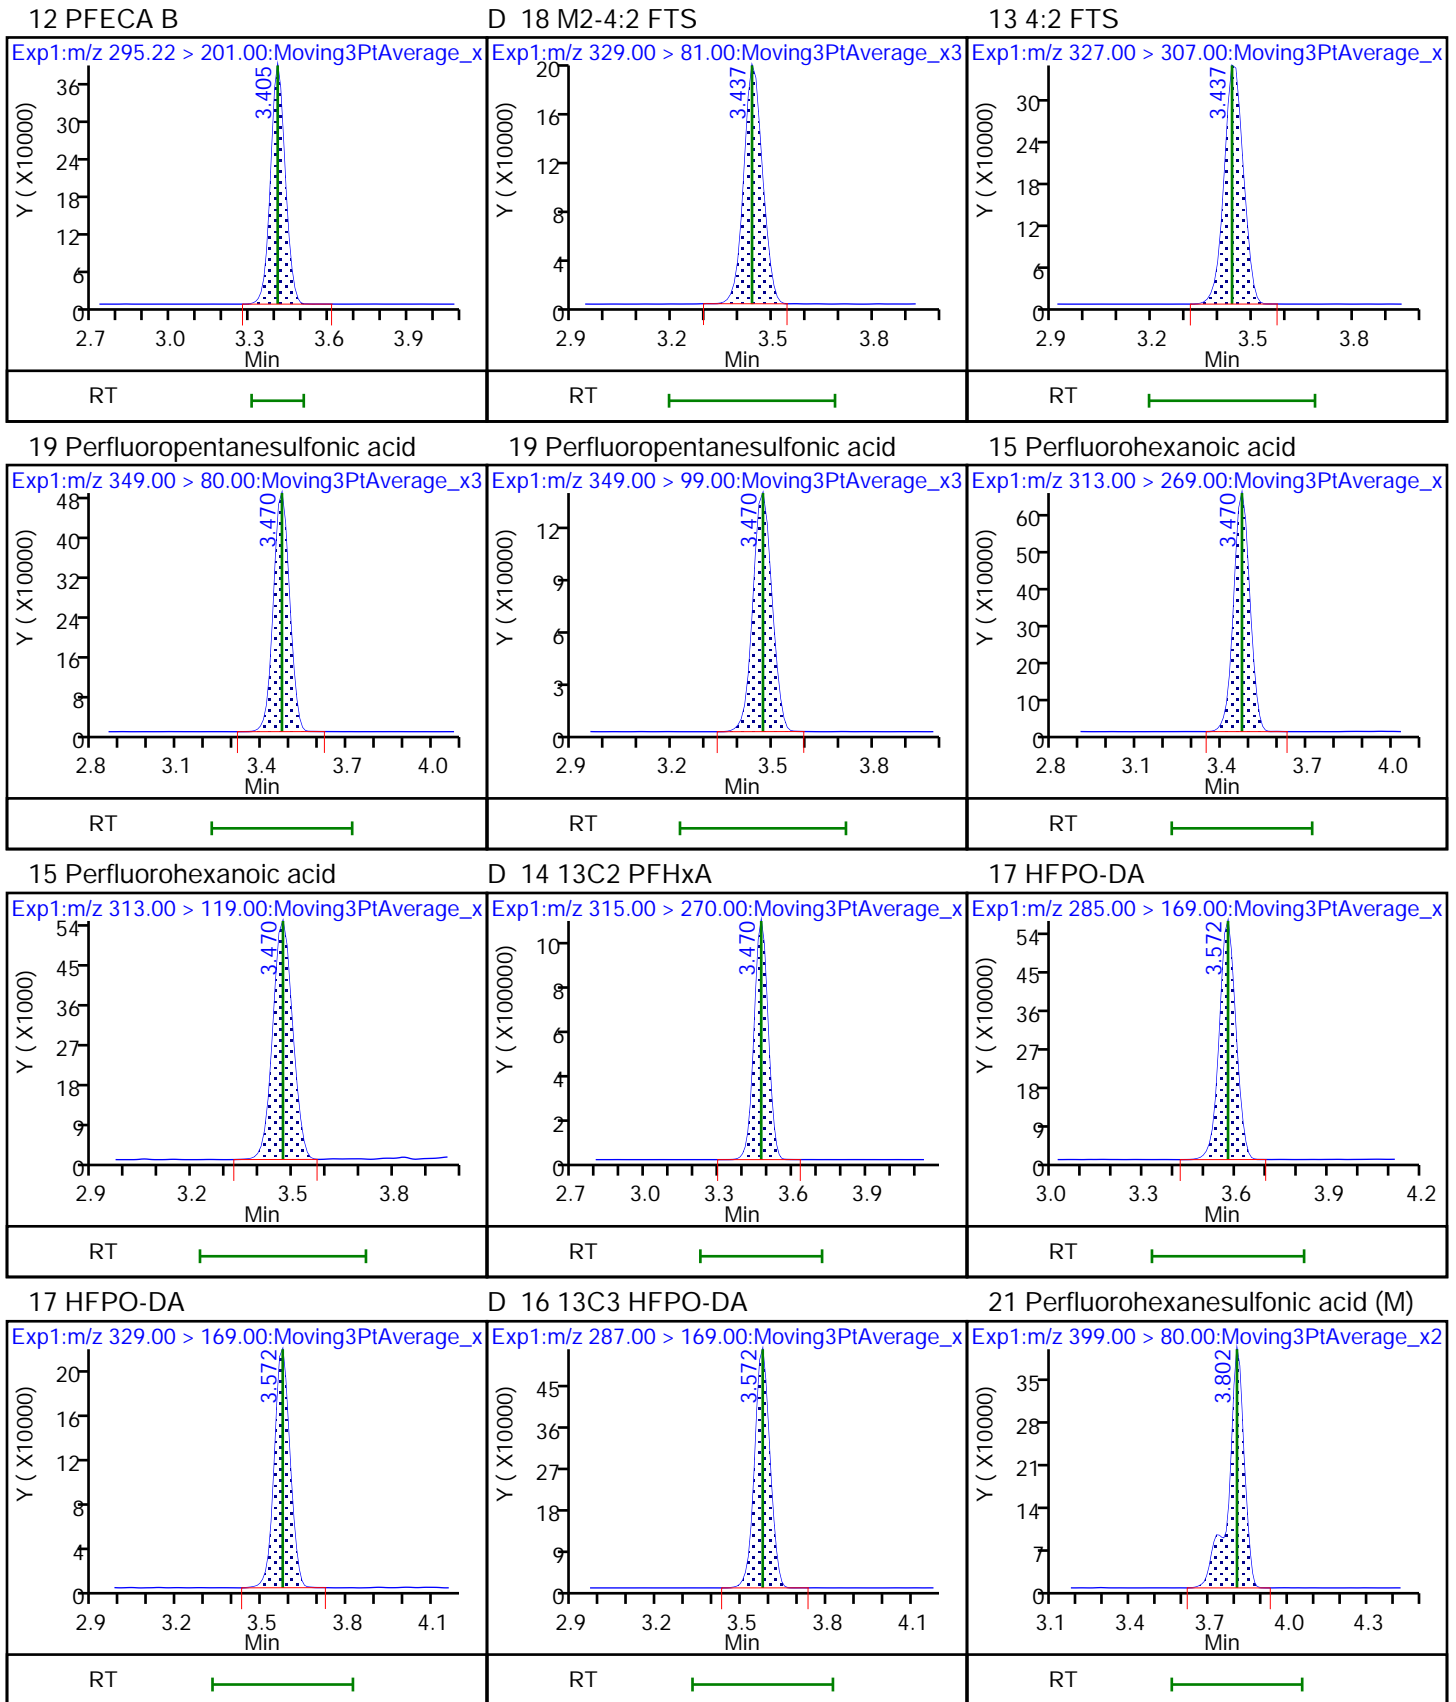 12 PFECA B
Exp1:m/z 295.22 > 201.00:Moving3PtAverage_x
3.405
Y ( X10000)
36
30
24
18
12
6
0
2.7 3.0 3.3 3.6 3.9
Min
RT
D 18 M2-4:2 FTS
Exp1:m/z 329.00 > 81.00:Moving3PtAverage_x3
3.437
Y ( X10000)
20
16
12
8
4
0
2.9 3.2 3.5 3.8
Min
RT
13 4:2 FTS
Exp1:m/z 327.00 > 307.00:Moving3PtAverage_x
3.437
Y ( X10000)
30
24
18
12
6
0
2.9 3.2 3.5 3.8
Min
RT
19 Perfluoropentanesulfonic acid
Exp1:m/z 349.00 > 80.00:Moving3PtAverage_x3
3.470
Y ( X10000)
48
40
32
24
16
8
0
2.8 3.1 3.4 3.7 4.0
Min
RT
19 Perfluoropentanesulfonic acid
Exp1:m/z 349.00 > 99.00:Moving3PtAverage_x3
3.470
Y ( X10000)
12
9
6
3
0
2.9 3.2 3.5 3.8
Min
RT
15 Perfluorohexanoic acid
Exp1:m/z 313.00 > 269.00:Moving3PtAverage_x
3.470
Y ( X10000)
60
50
40
30
20
10
0
2.8 3.1 3.4 3.7 4.0
Min
RT
15 Perfluorohexanoic acid
Exp1:m/z 313.00 > 119.00:Moving3PtAverage_x
3.470
Y ( X1000)
54
45
36
27
18
9
0
2.9 3.2 3.5 3.8
Min
RT
D 14 13C2 PFHxA
Exp1:m/z 315.00 > 270.00:Moving3PtAverage_x
3.470
Y ( X100000)
10
8
6
4
2
0
2.7 3.0 3.3 3.6 3.9
Min
RT
17 HFPO-DA
Exp1:m/z 285.00 > 169.00:Moving3PtAverage_x
3.572
Y ( X10000)
54
45
36
27
18
9
0
3.0 3.3 3.6 3.9 4.2
Min
RT
17 HFPO-DA
Exp1:m/z 329.00 > 169.00:Moving3PtAverage_x
3.572
Y ( X10000)
20
16
12
8
4
0
2.9 3.2 3.5 3.8 4.1
Min
RT
D 16 13C3 HFPO-DA
Exp1:m/z 287.00 > 169.00:Moving3PtAverage_x
3.572
Y ( X10000)
45
36
27
18
9
0
2.9 3.2 3.5 3.8 4.1
Min
RT
21 Perfluorohexanesulfonic acid (M)
Exp1:m/z 399.00 > 80.00:Moving3PtAverage_x2
3.802
Y ( X10000)
35
28
21
14
7
0
3.1 3.4 3.7 4.0 4.3
Min
RT